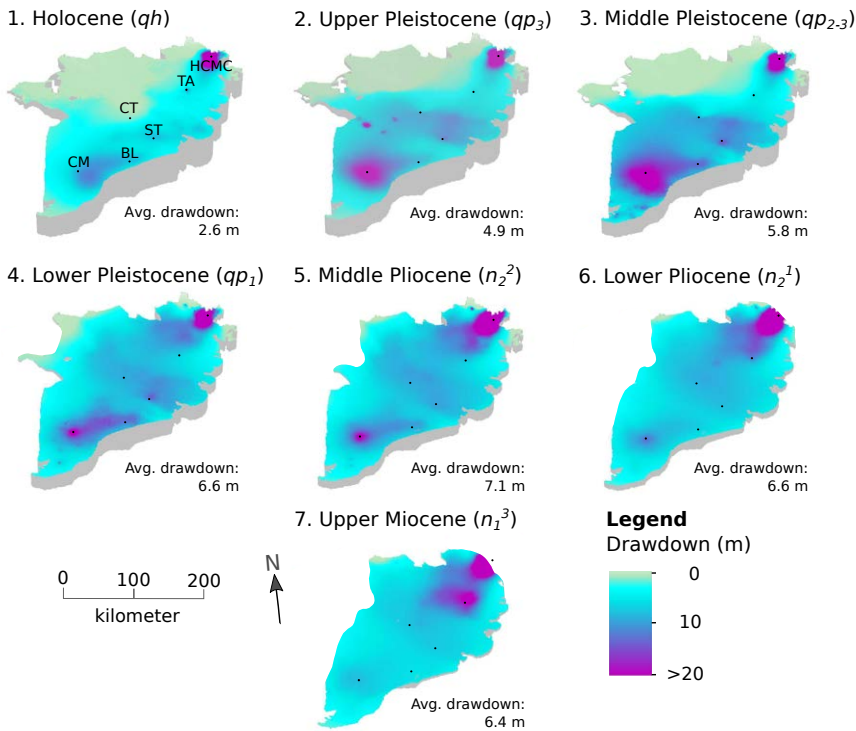 1. Holocene (qh)
2. Upper Pleistocene (qp₃)
3. Middle Pleistocene (qp₂₋₃)
HCMC
TA
CT
ST
BL
CM
Avg. drawdown:
2.6 m
Avg. drawdown:
4.9 m
Avg. drawdown:
5.8 m
4. Lower Pleistocene (qp₁)
5. Middle Pliocene (n₂²)
6. Lower Pliocene (n₂¹)
Avg. drawdown:
6.6 m
Avg. drawdown:
7.1 m
Avg. drawdown:
6.6 m
7. Upper Miocene (n₁³)
Avg. drawdown:
6.4 m
0 100 200
kilometer
N
Legend
Drawdown (m)
0
10
>20